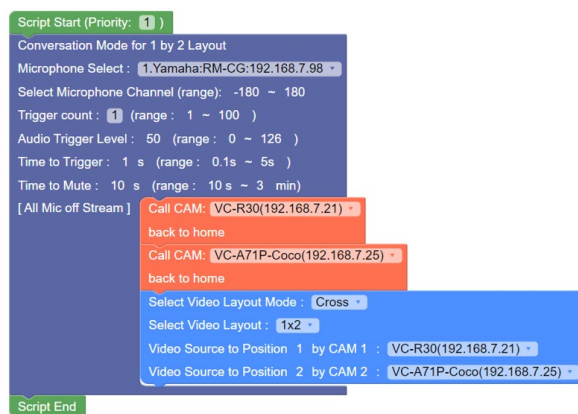 Script Start (Priority: 1 )
Conversation Mode for 1 by 2 Layout
Microphone Select : 1.Yamaha:RM-CG:192.168.7.98
Select Microphone Channel (range): -180 ~ 180
Trigger count : 1 (range : 1 ~ 100 )
Audio Trigger Level : 50 (range : 0 ~ 126 )
Time to Trigger : 1 s (range : 0.1s ~ 5s )
Time to Mute : 10 s (range : 10 s ~ 3 min)
[ All Mic off Stream ] Call CAM: VC-R30(192.168.7.21)
back to home
Call CAM: VC-A71P-Coco(192.168.7.25)
back to home
Select Video Layout Mode : Cross
Select Video Layout : 1x2
Video Source to Position 1 by CAM 1 : VC-R30(192.168.7.21)
Video Source to Position 2 by CAM 2 : VC-A71P-Coco(192.168.7.25)
Script End